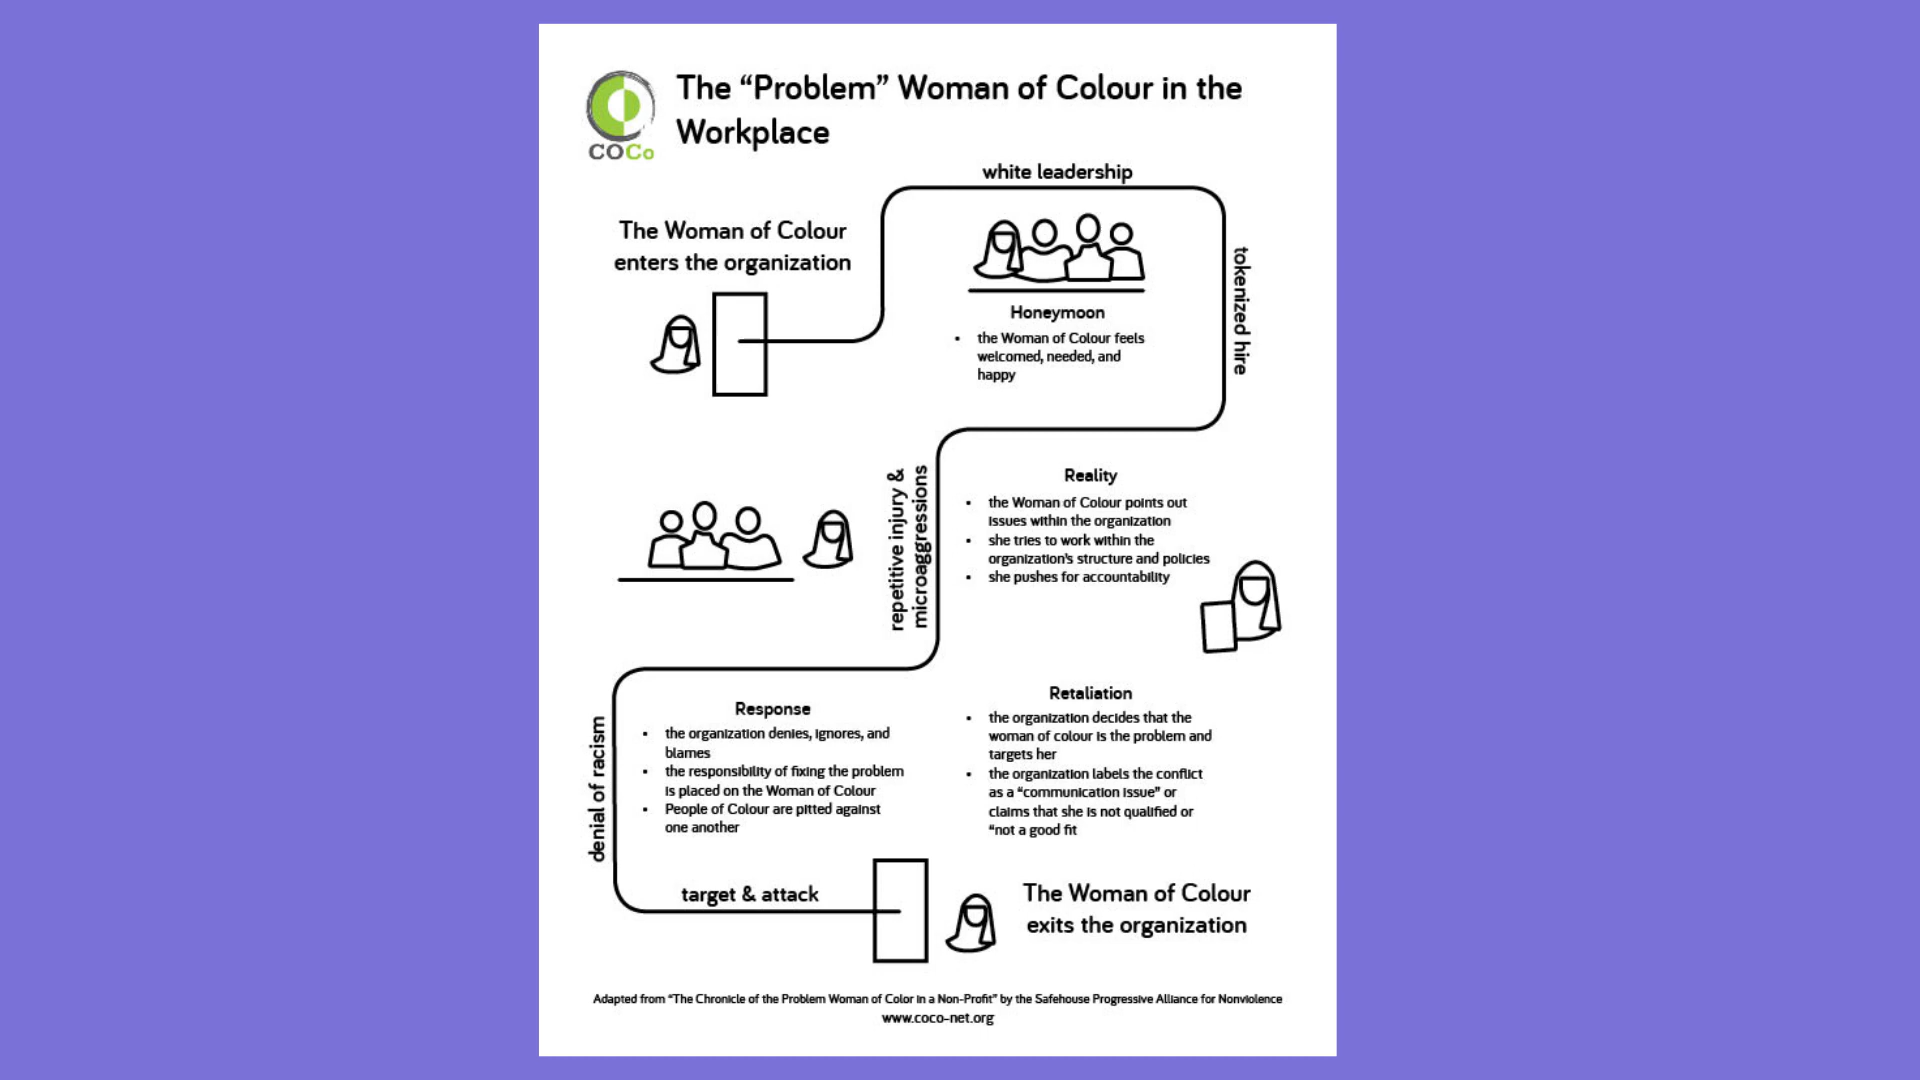 COCo
The “Problem” Woman of Colour in the
Workplace
The Woman of Colour
enters the organization
white leadership
tokenized hire
Honeymoon
• the Woman of Colour feels
welcomed, needed, and
happy
repetitive injury &
microaggressions
Reality
• the Woman of Colour points out
issues within the organization
• she tries to work within the
organization's structure and policies
• she pushes for accountability
denial of racism
Response
• the organization denies, ignores, and
blames
• the responsibility of fixing the problem
is placed on the Woman of Colour
• People of Colour are pitted against
one another
Retaliation
• the organization decides that the
woman of colour is the problem and
targets her
• the organization labels the conflict
as a “communication issue” or
claims that she is not qualified or
“not a good fit
target & attack
The Woman of Colour
exits the organization
Adapted from “The Chronicle of the Problem Woman of Color in a Non-Profit” by the Safehouse Progressive Alliance for Nonviolence
www.coco-net.org